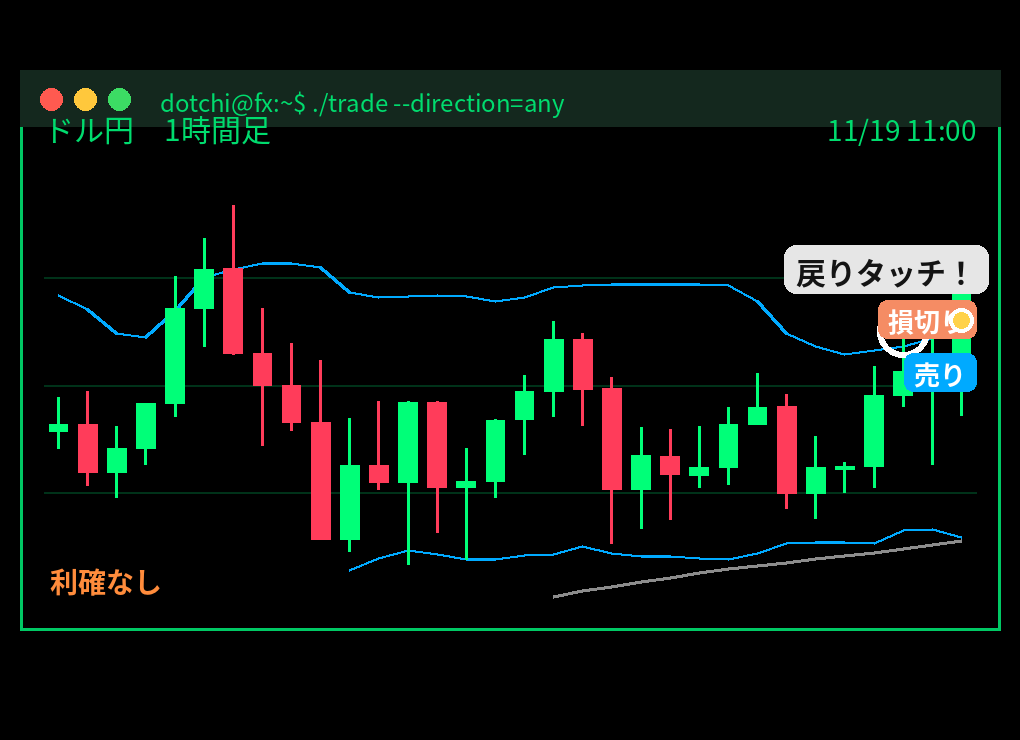 dotchi@fx:~$ ./trade --direction=any
ドル円 1時間足
11/19 11:00
戻りタッチ！
損切り
売り
利確なし